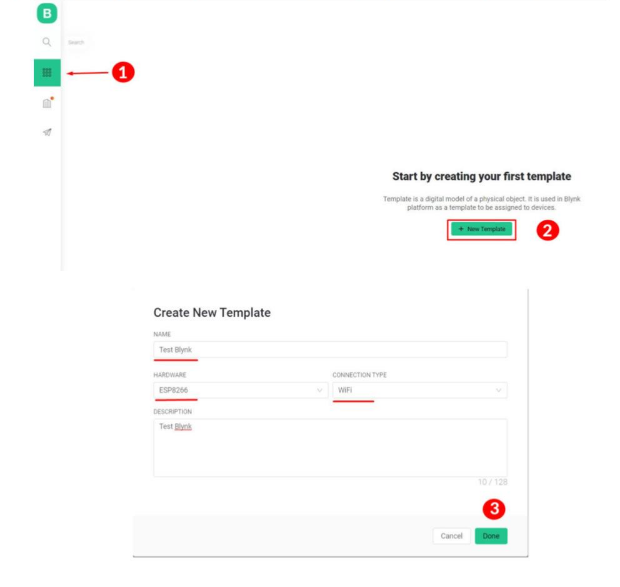 B
Search
1
Start by creating your first template
Template is a digital model of a physical object. It is used in Blynk
platform as a template to be assigned to devices.
+ New Template
2
Create New Template
NAME
Test Blynk
HARDWARE
CONNECTION TYPE
ESP8266
WiFi
DESCRIPTION
Test Blynk
10 / 128
3
Cancel
Done